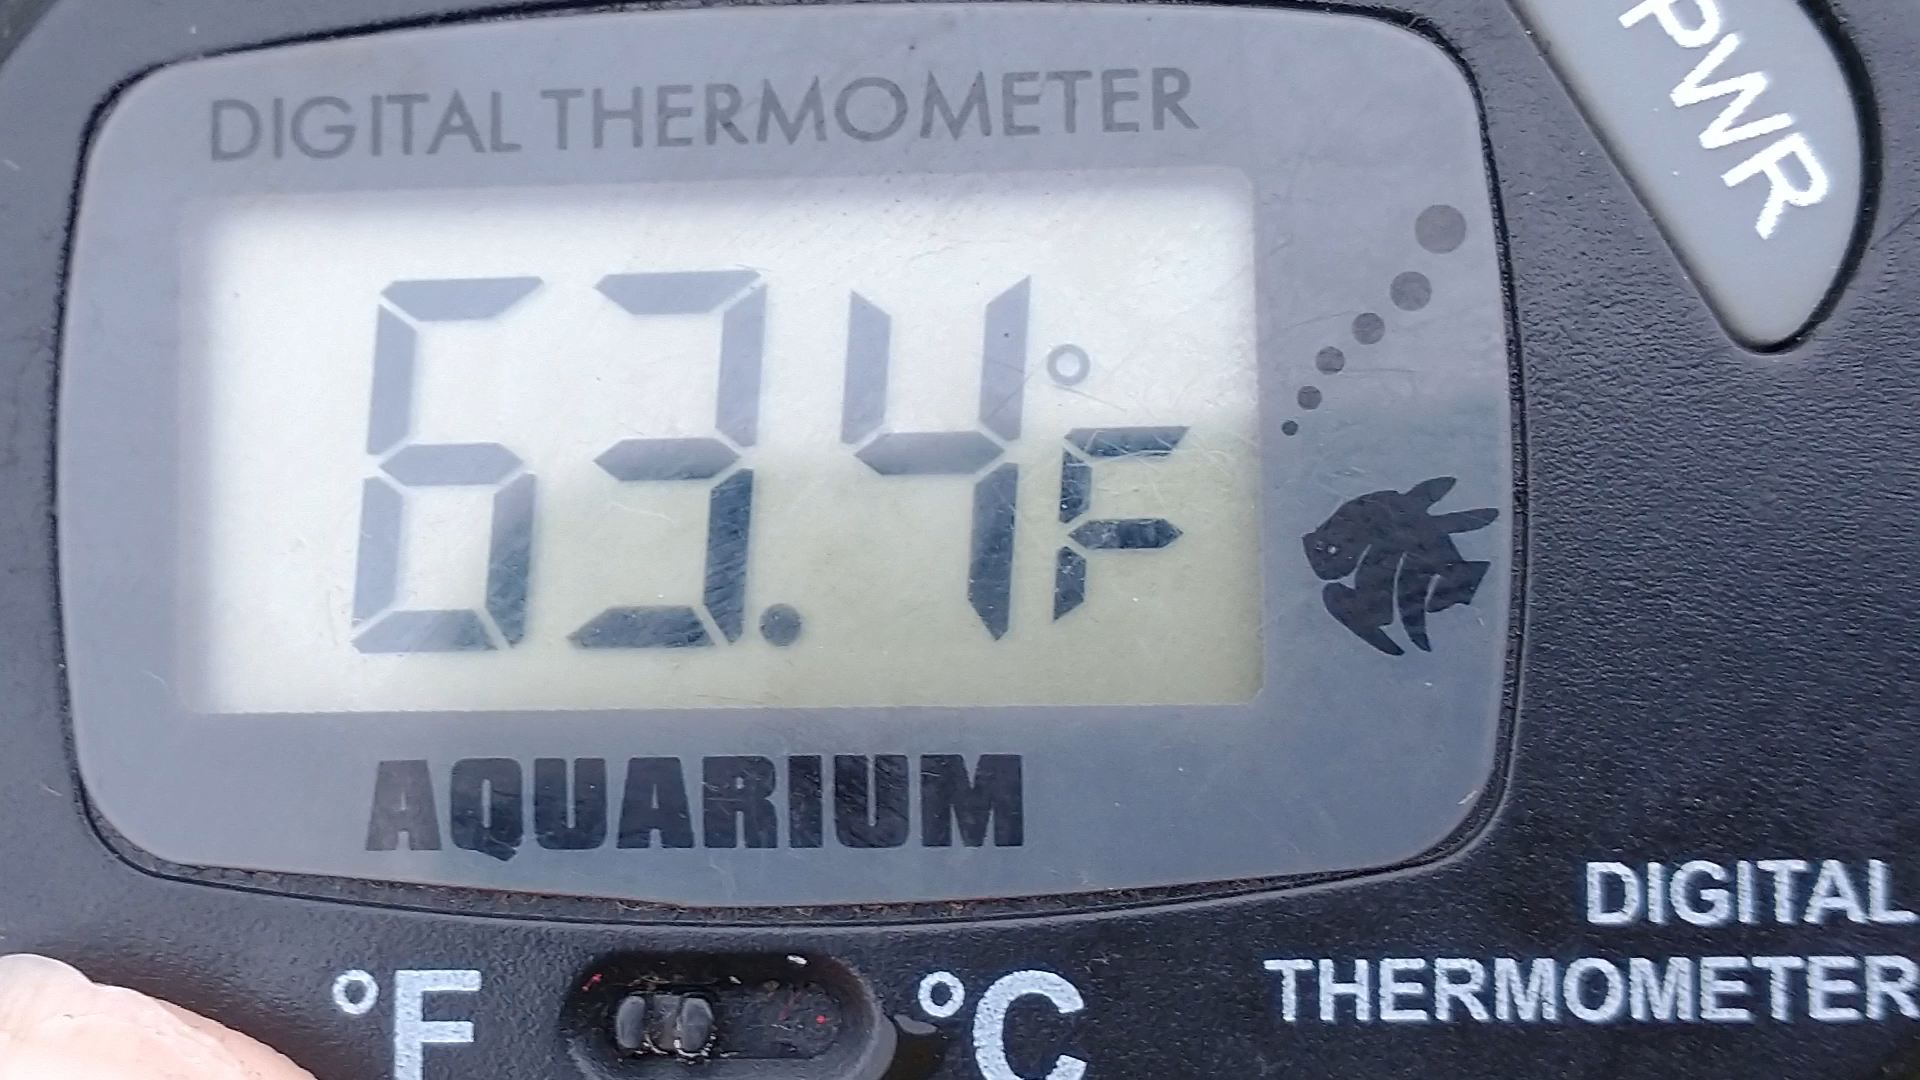 PWR
DIGITAL THERMOMETER
63.4°F
AQUARIUM
DIGITAL
THERMOMETER
°F °C